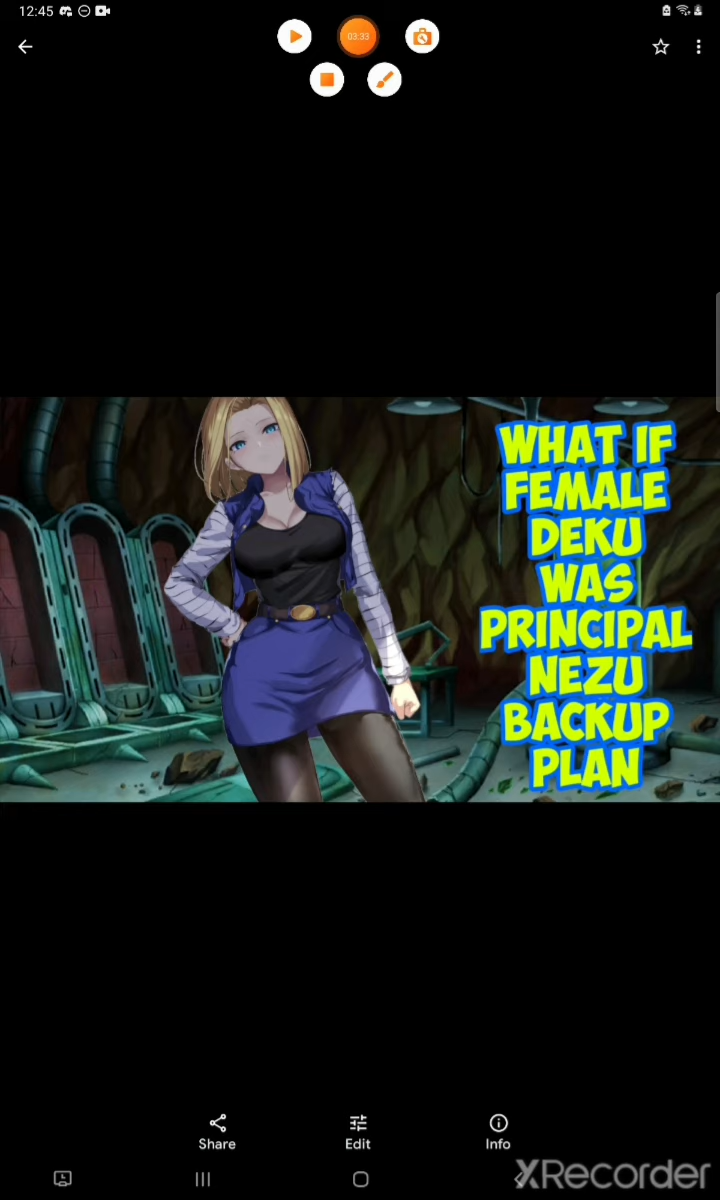 12:45
03:33
WHAT IF
FEMALE
DEKU
WAS
PRINCIPAL
NEZU
BACKUP
PLAN
Share
Edit
Info
XRecorder